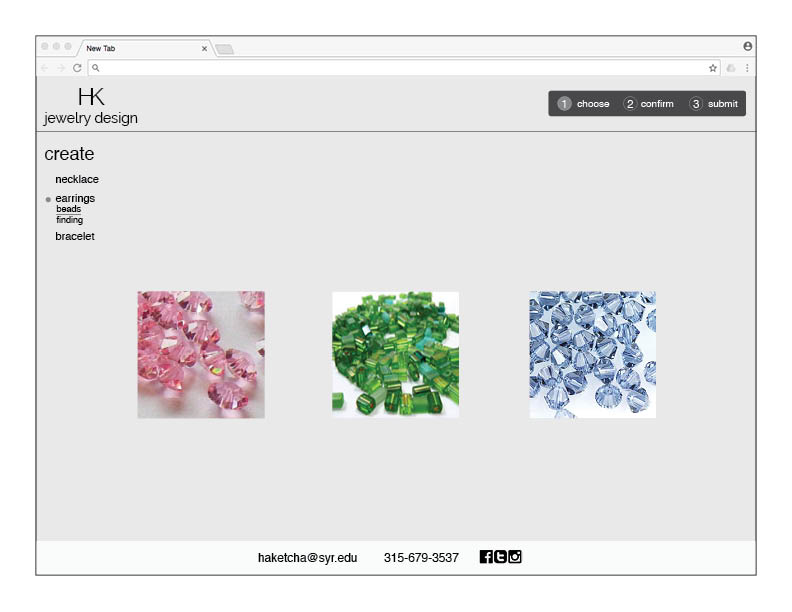 New Tab
HK
jewelry design
1 choose 2 confirm 3 submit
create
necklace
earrings
beads
finding
bracelet
haketcha@syr.edu 315-679-3537